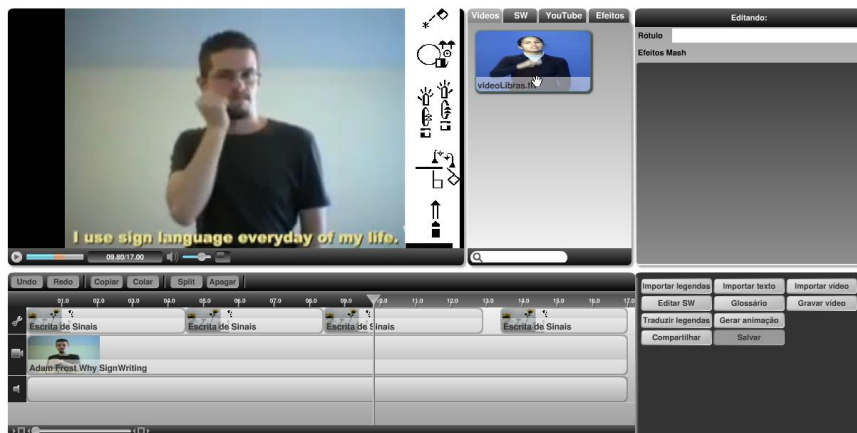 Vídeos SW YouTube Efeitos
Editando:
Rótulo
Efeitos Mash
videoLibras.fl
I use sign language everyday of my life.
09.80/17.00
Undo Redo Copiar Colar Split Apagar
01.0 02.0 03.0 04.0 05.0 06.0 07.0 08.0 09.0 10.0 11.0 12.0 13.0 14.0 15.0 16.0 17.0
Escrita de Sinais Escrita de Sinais Escrita de Sinais Escrita de Sinais
Adam Frost Why SignWriting
Importar legendas Importar texto Importar vídeo
Editar SW Glossário Gravar vídeo
Traduzir legendas Gerar animação
Compartilhar Salvar